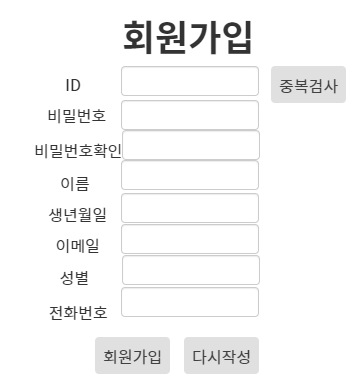 회원가입
ID 중복검사
비밀번호
비밀번호확인
이름
생년월일
이메일
성별
전화번호
회원가입 다시작성